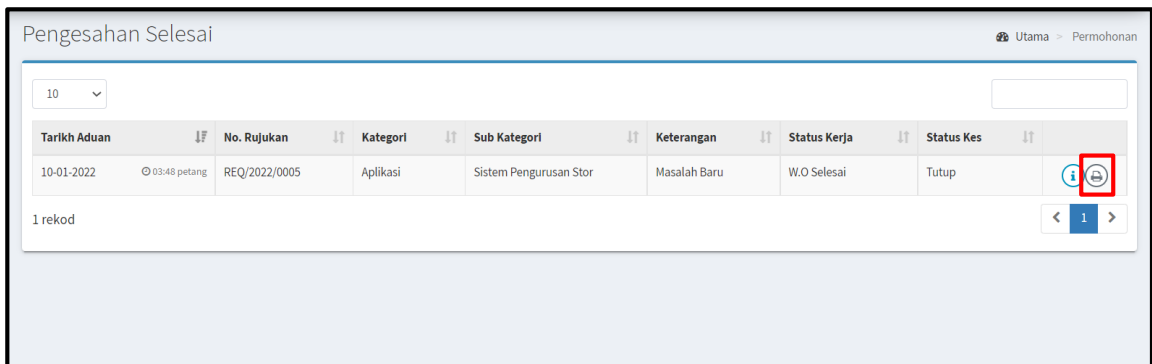 Pengesahan Selesai
Utama > Permohonan
10
Tarikh Aduan No. Rujukan Kategori Sub Kategori Keterangan Status Kerja Status Kes
10-01-2022 03:48 petang REQ/2022/0005 Aplikasi Sistem Pengurusan Stor Masalah Baru W.O Selesai Tutup
1 rekod
< 1 >